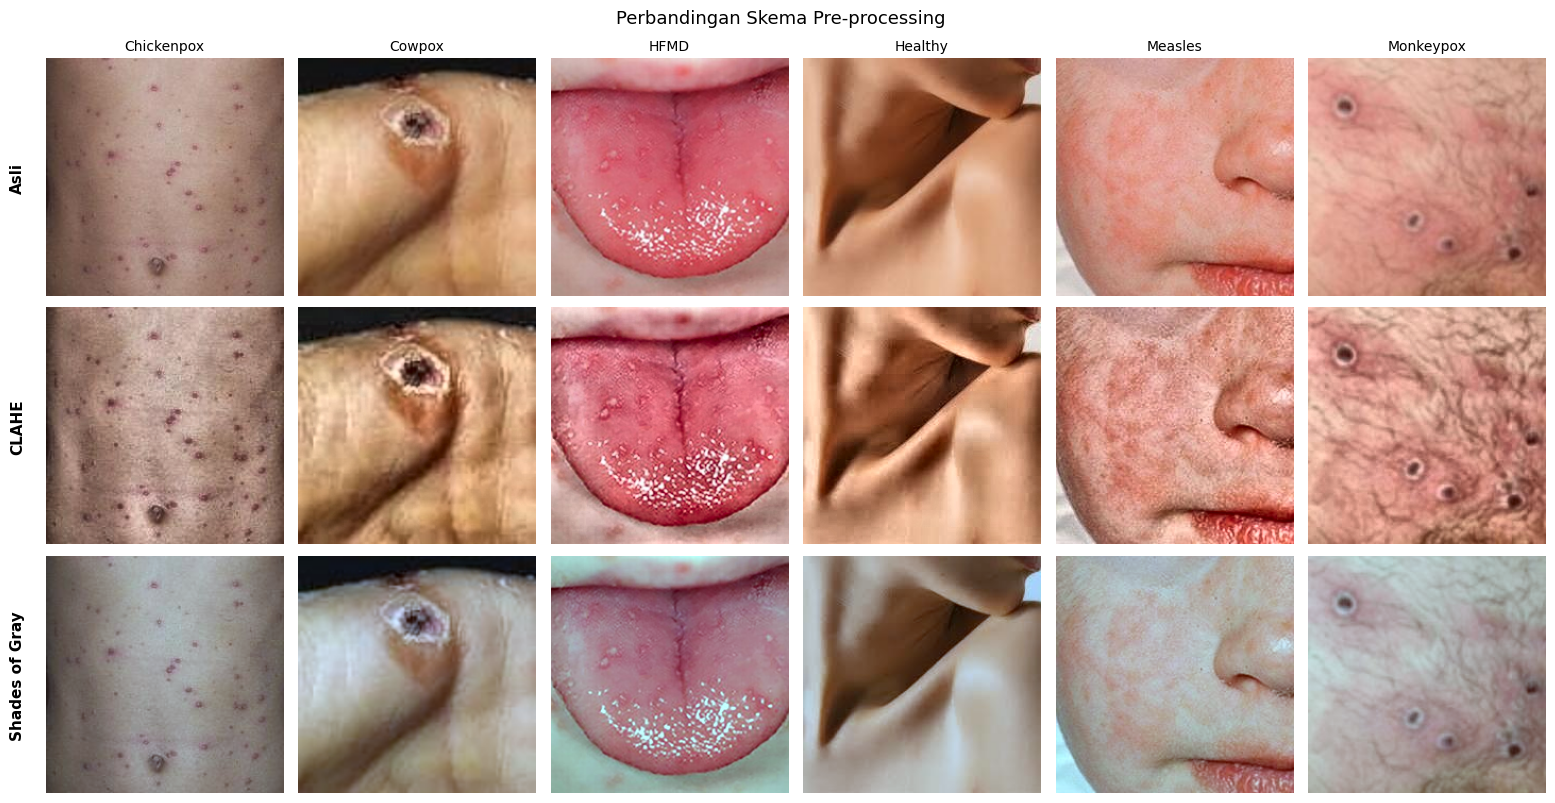 Perbandingan Skema Pre-processing
Chickenpox
Cowpox
HFMD
Healthy
Measles
Monkeypox
Asli
CLAHE
Shades of Gray